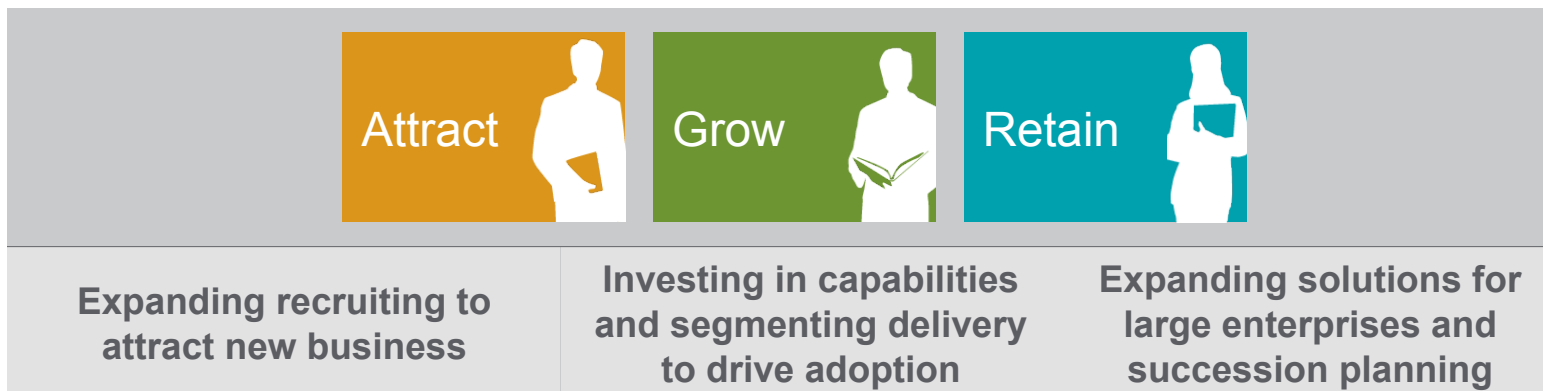 Attract
Grow
Retain
Expanding recruiting to
attract new business
Investing in capabilities
and segmenting delivery
to drive adoption
Expanding solutions for
large enterprises and
succession planning